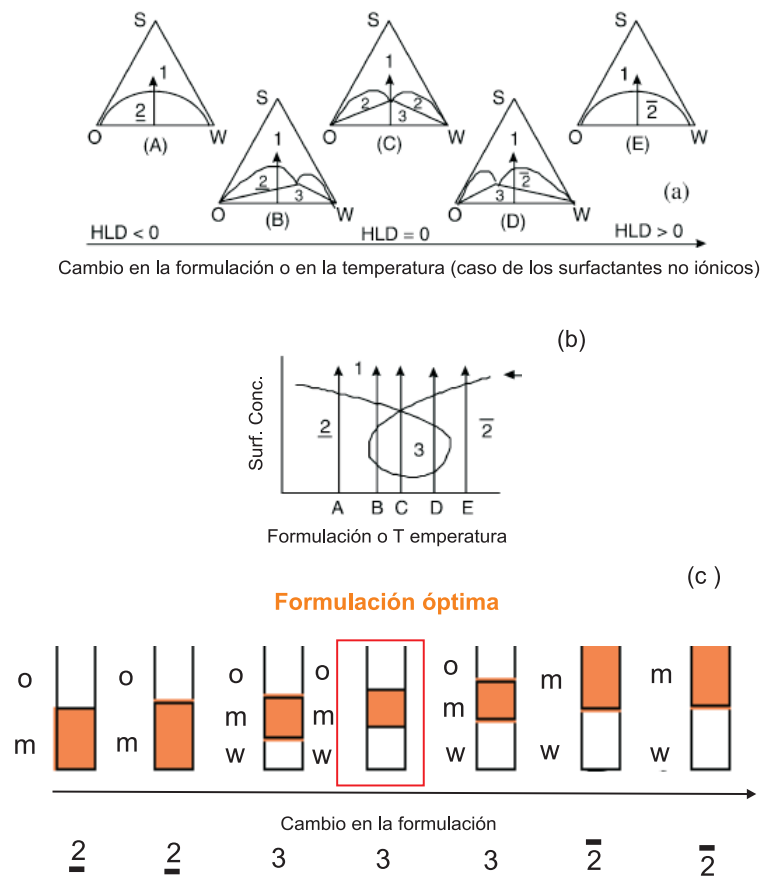 S
S
S
1
1
1
2
2
2
3
2
O
W
O
W
O
W
(A)
(C)
(E)
S
S
1
1
2
3
3
2
O
W
O
W
(B)
(D)
(a)
HLD < 0
HLD = 0
HLD > 0
Cambio en la formulación o en la temperatura (caso de los surfactantes no iónicos)
(b)
Surf. Conc.
1
2
3
2
A B C D E
Formulación o T emperatura
(c )
Formulación óptima
o
o
o
o
o
m
m
m
m
m
m
m
w
w
w
w
w
Cambio en la formulación
2 2 3 3 3 2 2